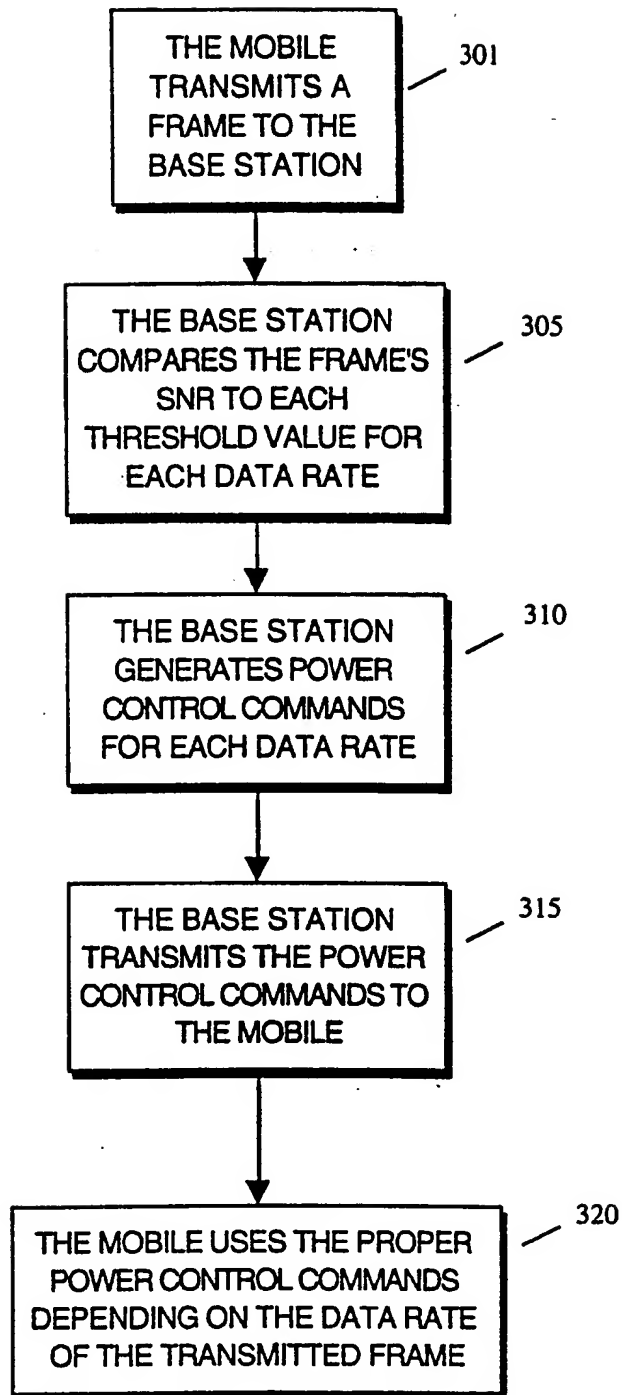 THE MOBILE
TRANSMITS A
FRAME TO THE
BASE STATION
301
THE BASE STATION
COMPARES THE FRAME'S
SNR TO EACH
THRESHOLD VALUE FOR
EACH DATA RATE
305
THE BASE STATION
GENERATES POWER
CONTROL COMMANDS
FOR EACH DATA RATE
310
THE BASE STATION
TRANSMITS THE POWER
CONTROL COMMANDS TO
THE MOBILE
315
THE MOBILE USES THE PROPER
POWER CONTROL COMMANDS
DEPENDING ON THE DATA RATE
OF THE TRANSMITTED FRAME
320